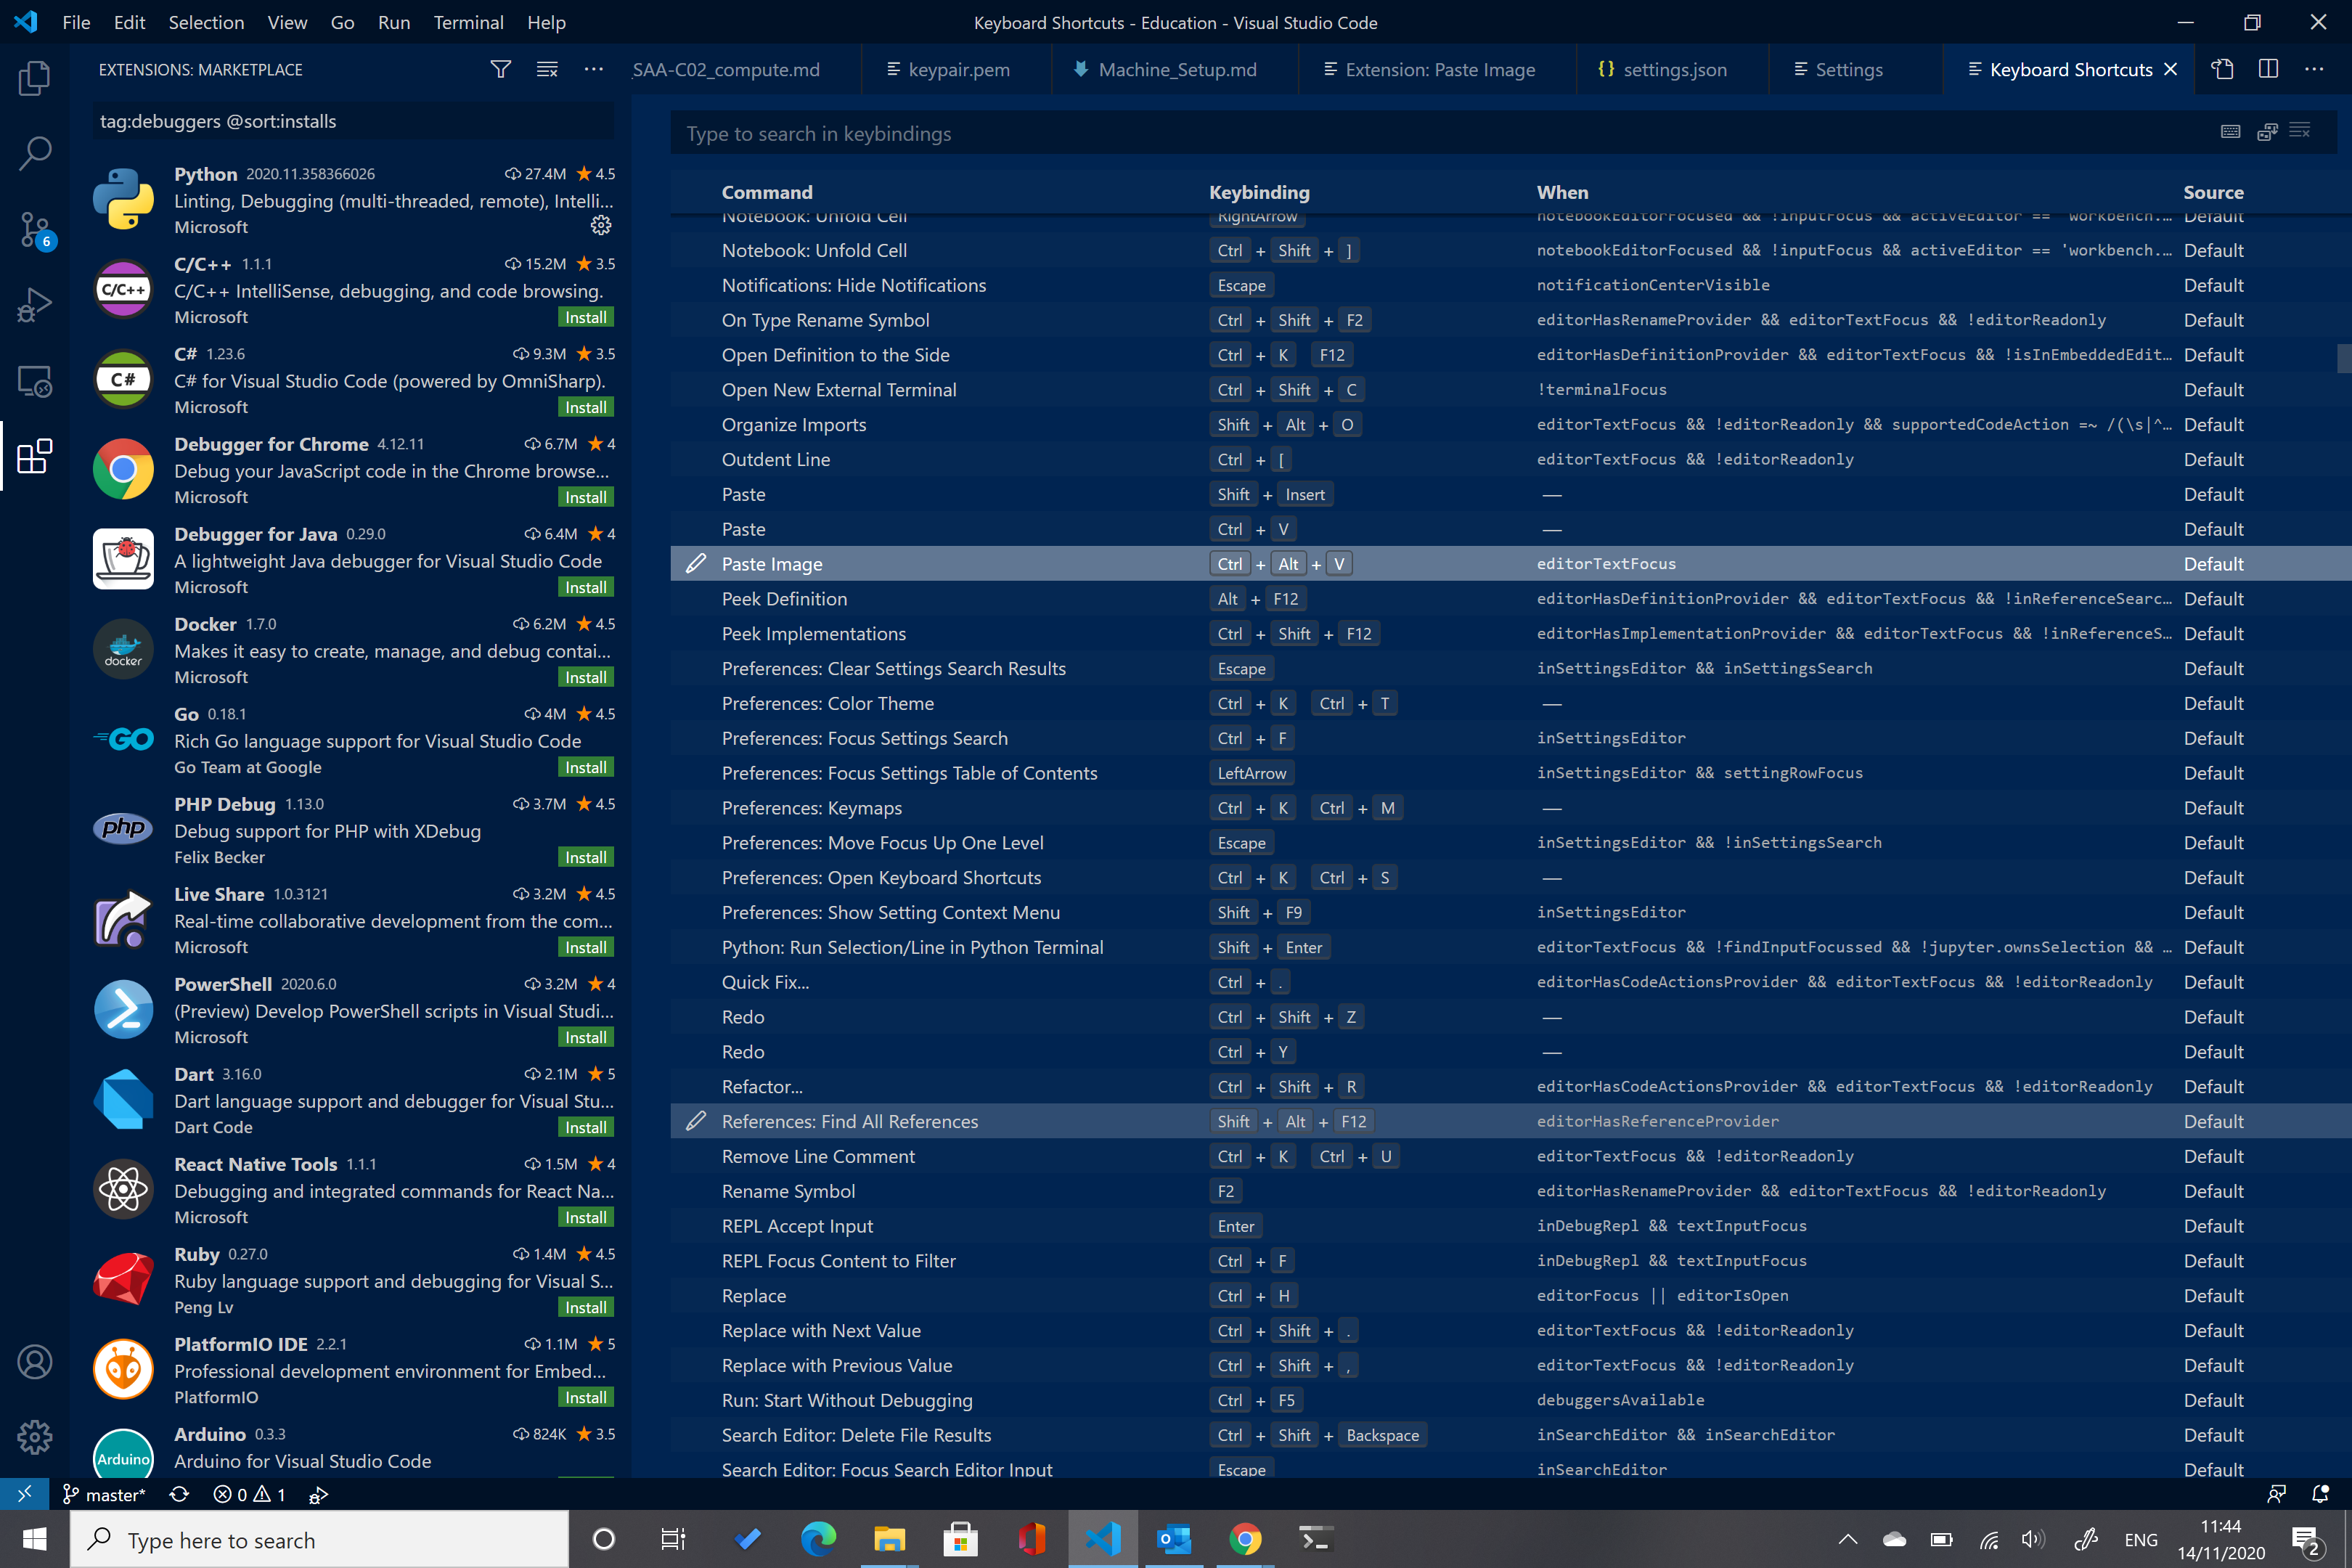 File Edit Selection View Go Run Terminal Help
Keyboard Shortcuts - Education - Visual Studio Code
EXTENSIONS: MARKETPLACE
_SAA-C02_compute.md keypair.pem Machine_Setup.md Extension: Paste Image {} settings.json Settings Keyboard Shortcuts
tag:debuggers @sort:installs
Python 2020.11.358366026 27.4M 4.5
Linting, Debugging (multi-threaded, remote), Intelli...
Microsoft
C/C++
C/C++ 1.1.1 15.2M 3.5
C/C++ IntelliSense, debugging, and code browsing.
Microsoft Install
C#
C# 1.23.6 9.3M 3.5
C# for Visual Studio Code (powered by OmniSharp).
Microsoft Install
Debugger for Chrome 4.12.11 6.7M 4
Debug your JavaScript code in the Chrome browse...
Microsoft Install
Debugger for Java 0.29.0 6.4M 4
A lightweight Java debugger for Visual Studio Code
Microsoft Install
docker
Docker 1.7.0 6.2M 4.5
Makes it easy to create, manage, and debug contai...
Microsoft Install
GO
Go 0.18.1 4M 4.5
Rich Go language support for Visual Studio Code
Go Team at Google Install
php
PHP Debug 1.13.0 3.7M 4.5
Debug support for PHP with XDebug
Felix Becker Install
Live Share 1.0.3121 3.2M 4.5
Real-time collaborative development from the com...
Microsoft Install
PowerShell 2020.6.0 3.2M 4
(Preview) Develop PowerShell scripts in Visual Studi...
Microsoft Install
Dart 3.16.0 2.1M 5
Dart language support and debugger for Visual Stu...
Dart Code Install
React Native Tools 1.1.1 1.5M 4
Debugging and integrated commands for React Na...
Microsoft Install
Ruby 0.27.0 1.4M 4.5
Ruby language support and debugging for Visual S...
Peng Lv Install
PlatformIO IDE 2.2.1 1.1M 5
Professional development environment for Embed...
PlatformIO Install
Arduino
Arduino 0.3.3 824K 3.5
Arduino for Visual Studio Code
6
Type to search in keybindings
Command Keybinding When Source
Notebook: Unfold Cell RightArrow notebookEditorFocused && !inputFocus && activeEditor == 'workbench.... Default
Notebook: Unfold Cell Ctrl + Shift + ] notebookEditorFocused && !inputFocus && activeEditor == 'workbench.... Default
Notifications: Hide Notifications Escape notificationCenterVisible Default
On Type Rename Symbol Ctrl + Shift + F2 editorHasRenameProvider && editorTextFocus && !editorReadonly Default
Open Definition to the Side Ctrl + K F12 editorHasDefinitionProvider && editorTextFocus && !isInEmbeddedEdit... Default
Open New External Terminal Ctrl + Shift + C !terminalFocus Default
Organize Imports Shift + Alt + O editorTextFocus && !editorReadonly && supportedCodeAction =~ /(\s|^... Default
Outdent Line Ctrl + [ editorTextFocus && !editorReadonly Default
Paste Shift + Insert — Default
Paste Ctrl + V — Default
Paste Image Ctrl + Alt + V editorTextFocus Default
Peek Definition Alt + F12 editorHasDefinitionProvider && editorTextFocus && !inReferenceSearc... Default
Peek Implementations Ctrl + Shift + F12 editorHasImplementationProvider && editorTextFocus && !inReferenceS... Default
Preferences: Clear Settings Search Results Escape inSettingsEditor && inSettingsSearch Default
Preferences: Color Theme Ctrl + K Ctrl + T — Default
Preferences: Focus Settings Search Ctrl + F inSettingsEditor Default
Preferences: Focus Settings Table of Contents LeftArrow inSettingsEditor && settingRowFocus Default
Preferences: Keymaps Ctrl + K Ctrl + M — Default
Preferences: Move Focus Up One Level Escape inSettingsEditor && !inSettingsSearch Default
Preferences: Open Keyboard Shortcuts Ctrl + K Ctrl + S — Default
Preferences: Show Setting Context Menu Shift + F9 inSettingsEditor Default
Python: Run Selection/Line in Python Terminal Shift + Enter editorTextFocus && !findInputFocussed && !jupyter.ownsSelection && ... Default
Quick Fix... Ctrl + . editorHasCodeActionsProvider && editorTextFocus && !editorReadonly Default
Redo Ctrl + Shift + Z — Default
Redo Ctrl + Y — Default
Refactor... Ctrl + Shift + R editorHasCodeActionsProvider && editorTextFocus && !editorReadonly Default
References: Find All References Shift + Alt + F12 editorHasReferenceProvider Default
Remove Line Comment Ctrl + K Ctrl + U editorTextFocus && !editorReadonly Default
Rename Symbol F2 editorHasRenameProvider && editorTextFocus && !editorReadonly Default
REPL Accept Input Enter inDebugRepl && textInputFocus Default
REPL Focus Content to Filter Ctrl + F inDebugRepl && textInputFocus Default
Replace Ctrl + H editorFocus || editorIsOpen Default
Replace with Next Value Ctrl + Shift + . editorTextFocus && !editorReadonly Default
Replace with Previous Value Ctrl + Shift + , editorTextFocus && !editorReadonly Default
Run: Start Without Debugging Ctrl + F5 debuggersAvailable Default
Search Editor: Delete File Results Ctrl + Shift + Backspace inSearchEditor && inSearchEditor Default
Search Editor: Focus Search Editor Input Escape inSearchEditor Default
master* 0 1
Type here to search
ENG
11:44
14/11/2020
2